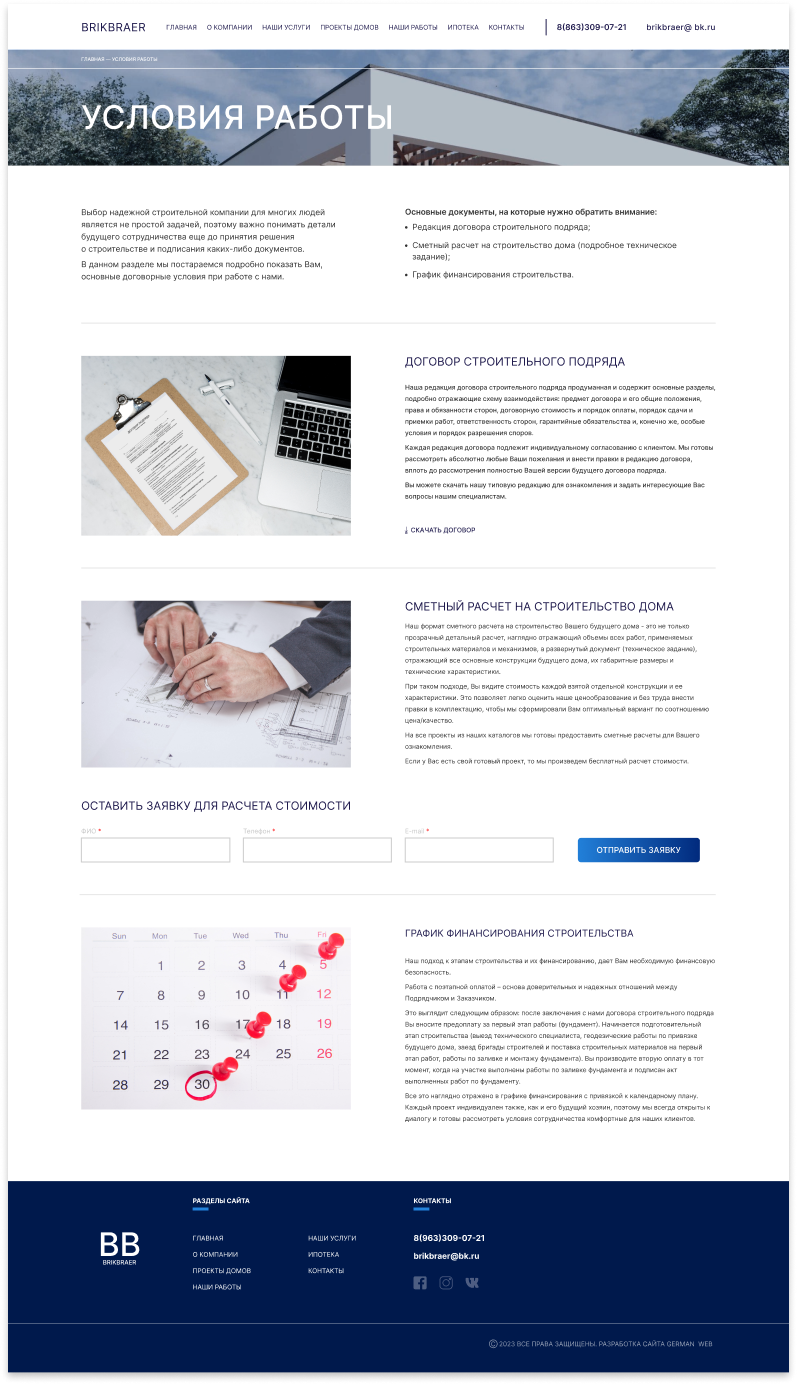 BRIKBRAER
ГЛАВНАЯ О КОМПАНИИ НАШИ УСЛУГИ ПРОЕКТЫ ДОМОВ НАШИ РАБОТЫ ИПОТЕКА КОНТАКТЫ
8(863)309-07-21
brikbraer@ bk.ru
ГЛАВНАЯ — УСЛОВИЯ РАБОТЫ
УСЛОВИЯ РАБОТЫ
Выбор надежной строительной компании для многих людей
является не простой задачей, поэтому важно понимать детали
будущего сотрудничества еще до принятия решения
о строительстве и подписания каких-либо документов.
В данном разделе мы постараемся подробно показать Вам,
основные договорные условия при работе с нами.
Основные документы, на которые нужно обратить внимание:
• Редакция договора строительного подряда;
• Сметный расчет на строительство дома (подробное техническое
задание);
• График финансирования строительства.
ДОГОВОР СТРОИТЕЛЬНОГО ПОДРЯДА
Наша редакция договора строительного подряда продуманная и содержит основные разделы,
подробно отражающие схему взаимодействия: предмет договора и его общие положения,
права и обязанности сторон, договорную стоимость и порядок оплаты, порядок сдачи и
приемки работ, ответственность сторон, гарантийные обязательства и, конечно же, особые
условия и порядок разрешения споров.
Каждая редакция договора подлежит индивидуальному согласованию с клиентом. Мы готовы
рассмотреть абсолютно любые Ваши пожелания и внести правки в редакцию договора,
вплоть до рассмотрения полностью Вашей версии будущего договора подряда.
Вы можете скачать нашу типовую редакцию для ознакомления и задать интересующие Вас
вопросы нашим специалистам.
СКАЧАТЬ ДОГОВОР
СМЕТНЫЙ РАСЧЕТ НА СТРОИТЕЛЬСТВО ДОМА
Наш формат сметного расчета на строительство Вашего будущего дома - это не только
прозрачный детальный расчет, наглядно отражающий объемы всех работ, применяемых
строительных материалов и механизмов, а развернутый документ (техническое задание),
отражающий все основные конструкции будущего дома, их габаритные размеры и
технические характеристики.
При таком подходе, Вы видите стоимость каждой взятой отдельной конструкции и ее
характеристики. Это позволяет легко оценить наше ценообразование и без труда внести
правки в комплектацию, чтобы мы сформировали Вам оптимальный вариант по соотношению
цена/качество.
На все проекты из наших каталогов мы готовы предоставить сметные расчеты для Вашего
ознакомления.
Если у Вас есть свой готовый проект, то мы произведем бесплатный расчет стоимости.
ОСТАВИТЬ ЗАЯВКУ ДЛЯ РАСЧЕТА СТОИМОСТИ
ФИО *
Телефон *
E-mail *
ОТПРАВИТЬ ЗАЯВКУ
Sun Mon Tue Wed Thu Fri
1 2 3 4 5
7 8 9 10 11 12
14 15 16 17 18 19
21 22 23 24 25 26
28 29 30
ГРАФИК ФИНАНСИРОВАНИЯ СТРОИТЕЛЬСТВА
Наш подход к этапам строительства и их финансированию, дает Вам необходимую финансовую
безопасность.
Работа с поэтапной оплатой – основа доверительных и надежных отношений между
Подрядчиком и Заказчиком.
Это выглядит следующим образом: после заключения с нами договора строительного подряда
Вы вносите предоплату за первый этап работы (фундамент). Начинается подготовительный
этап строительства (выезд технического специалиста, геодезические работы по привязке
будущего дома, заезд бригады строителей и поставка строительных материалов на первый
этап работ, работы по заливке и монтажу фундамента). Вы производите вторую оплату в тот
момент, когда на участке выполнены работы по заливке фундамента и подписан акт
выполненных работ по фундаменту.
Все это наглядно отражено в графике финансирования с привязкой к календарному плану.
Каждый проект индивидуален также, как и его будущий хозяин, поэтому мы всегда открыты к
диалогу и готовы рассмотреть условия сотрудничества комфортные для наших клиентов.
BB
BRIKBRAER
РАЗДЕЛЫ САЙТА
ГЛАВНАЯ
О КОМПАНИИ
ПРОЕКТЫ ДОМОВ
НАШИ РАБОТЫ
НАШИ УСЛУГИ
ИПОТЕКА
КОНТАКТЫ
КОНТАКТЫ
8(963)309-07-21
brikbraer@bk.ru
© 2023 ВСЕ ПРАВА ЗАЩИЩЕНЫ. РАЗРАБОТКА САЙТА GERMAN WEB